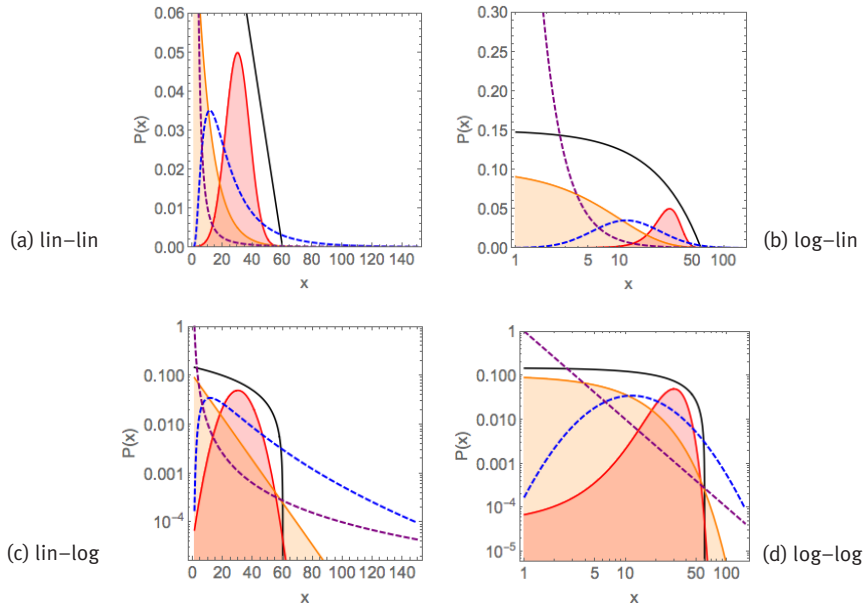 0.06
0.05
0.04
0.03
0.02
0.01
0.00
P(x)
0 20 40 60 80 100 120 140
x
(a) lin–lin
0.30
0.25
0.20
0.15
0.10
0.05
0.00
P(x)
1 5 10 50 100
x
(b) log–lin
1
0.100
0.010
0.001
10⁻⁴
P(x)
0 20 40 60 80 100 120 140
x
(c) lin–log
1
0.100
0.010
0.001
10⁻⁴
10⁻⁵
P(x)
1 5 10 50 100
x
(d) log–log